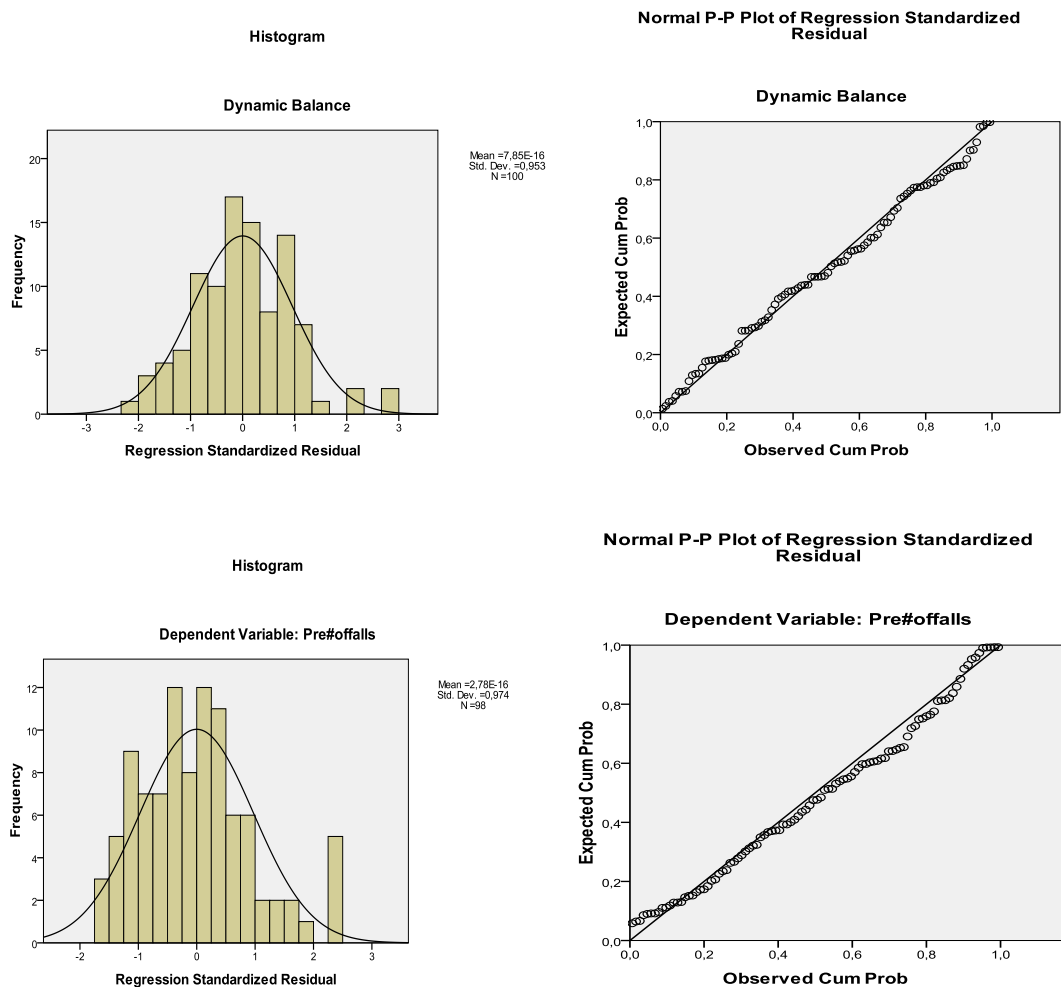 Histogram
Dynamic Balance
Mean =7,85E-16
Std. Dev. =0,953
N =100
Frequency
20
15
10
5
0
-3
-2
-1
0
1
2
3
Regression Standardized Residual
Normal P-P Plot of Regression Standardized
Residual
Dynamic Balance
Expected Cum Prob
1,0
0,8
0,6
0,4
0,2
0,0
0,0
0,2
0,4
0,6
0,8
1,0
Observed Cum Prob
Histogram
Dependent Variable: Pre#offalls
Mean =2,78E-16
Std. Dev. =0,974
N =98
Frequency
12
10
8
6
4
2
0
-2
-1
0
1
2
3
Regression Standardized Residual
Normal P-P Plot of Regression Standardized
Residual
Dependent Variable: Pre#offalls
Expected Cum Prob
1,0
0,8
0,6
0,4
0,2
0,0
0,0
0,2
0,4
0,6
0,8
1,0
Observed Cum Prob